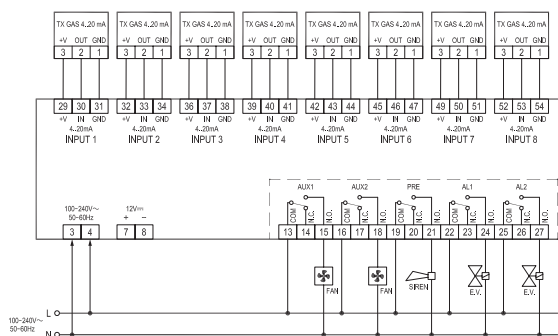 TX GAS 4..20 mA TX GAS 4..20 mA TX GAS 4..20 mA TX GAS 4..20 mA TX GAS 4..20 mA TX GAS 4..20 mA TX GAS 4..20 mA TX GAS 4..20 mA
+V OUT GND +V OUT GND +V OUT GND +V OUT GND +V OUT GND +V OUT GND +V OUT GND +V OUT GND
3 2 1 3 2 1 3 2 1 3 2 1 3 2 1 3 2 1 3 2 1 3 2 1
29 30 31 32 33 34 36 37 38 39 40 41 42 43 44 45 46 47 49 50 51 52 53 54
+V IN GND +V IN GND +V IN GND +V IN GND +V IN GND +V IN GND +V IN GND +V IN GND
4..20mA 4..20mA 4..20mA 4..20mA 4..20mA 4..20mA 4..20mA 4..20mA
INPUT 1 INPUT 2 INPUT 3 INPUT 4 INPUT 5 INPUT 6 INPUT 7 INPUT 8
AUX1 AUX2 PRE AL1 AL2
100-240V~ 12V⎓
50-60Hz + −
COM N.C. N.O. COM N.C. N.O. COM N.C. N.O. COM N.C. N.O. COM N.C. N.O.
3 4 7 8 13 14 15 16 17 18 19 20 21 22 23 24 25 26 27
FAN FAN SIREN E.V. E.V.
100-240V~ L
50-60Hz N